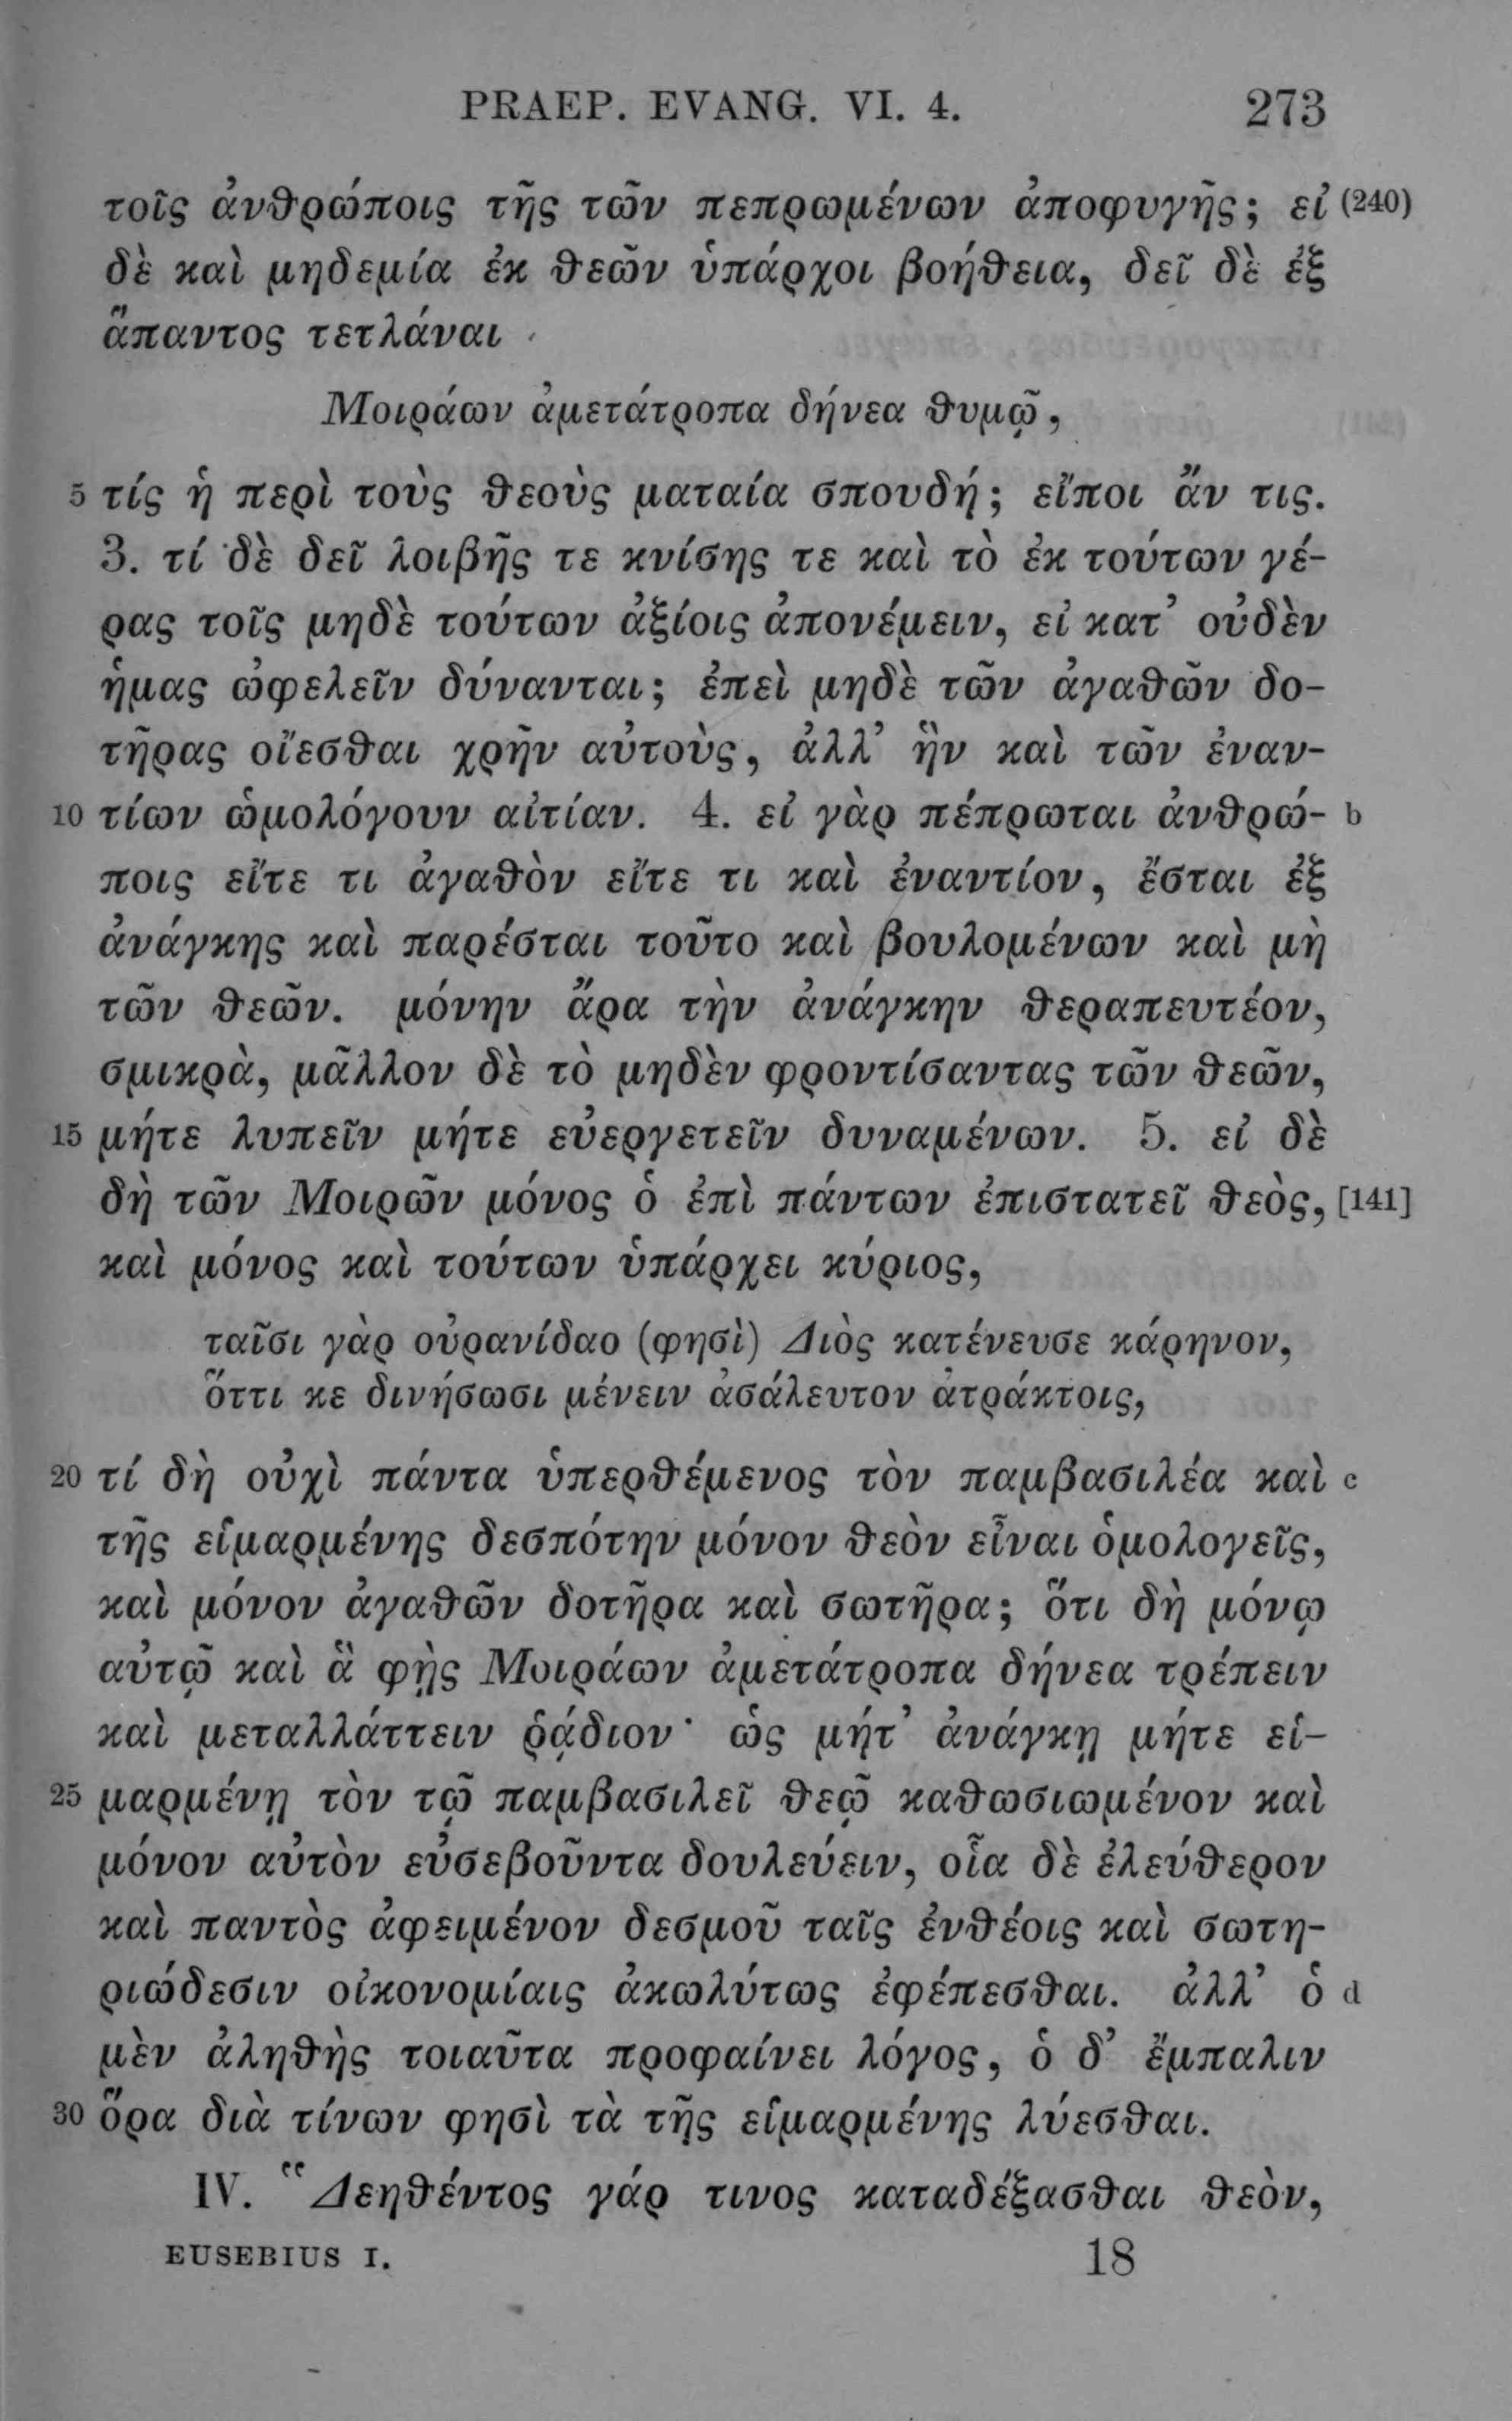 PRAEP. EVANG. VI. 4. 273
τοῖς ἀνθρώποις τῆς τῶν πεπρωμένων ἀποφυγῆς; εἰ (240)
δὲ καὶ μηδεμία ἐκ θεῶν ὑπάρχοι βοήθεια, δεῖ δὲ ἐξ
ἅπαντος τετλάναι
Μοιράων ἀμετάτροπα δήνεα θυμῷ,
5 τίς ἡ περὶ τοὺς θεοὺς ματαία σπουδή; εἴποι ἄν τις.
3. τί δὲ δεῖ λοιβῆς τε κνίσης τε καὶ τὸ ἐκ τούτων γέ-
ρας τοῖς μηδὲ τούτων ἀξίοις ἀπονέμειν, εἰ κατ’ οὐδὲν
ἡμας ὠφελεῖν δύνανται; ἐπεὶ μηδὲ τῶν ἀγαθῶν δο-
τῆρας οἴεσθαι χρῆν αὐτοὺς, ἀλλ’ ἣν καὶ τῶν ἐναν-
10 τίων ὡμολόγουν αἰτίαν. 4. εἰ γὰρ πέπρωται ἀνθρώ- b
ποις εἴτε τι ἀγαθὸν εἴτε τι καὶ ἐναντίον, ἔσται ἐξ
ἀνάγκης καὶ παρέσται τοῦτο καὶ βουλομένων καὶ μὴ
τῶν θεῶν. μόνην ἄρα τὴν ἀνάγκην θεραπευτέον,
σμικρὰ, μᾶλλον δὲ τὸ μηδὲν φροντίσαντας τῶν θεῶν,
15 μήτε λυπεῖν μήτε εὐεργετεῖν δυναμένων. 5. εἰ δὲ
δὴ τῶν Μοιρῶν μόνος ὁ ἐπὶ πάντων ἐπιστατεῖ θεὸς, [141]
καὶ μόνος καὶ τούτων ὑπάρχει κύριος,
ταῖσι γὰρ οὐρανίδαο (φησὶ) Διὸς κατένευσε κάρηνον,
ὅττι κε δινήσωσι μένειν ἀσάλευτον ἀτράκτοις,
20 τί δὴ οὐχὶ πάντα ὑπερθέμενος τὸν παμβασιλέα καὶ c
τῆς εἱμαρμένης δεσπότην μόνον θεὸν εἶναι ὁμολογεῖς,
καὶ μόνον ἀγαθῶν δοτῆρα καὶ σωτῆρα; ὅτι δὴ μόνῳ
αὐτῷ καὶ ἃ φῂς Μοιράων ἀμετάτροπα δήνεα τρέπειν
καὶ μεταλλάττειν ῥᾴδιον· ὡς μήτ’ ἀνάγκῃ μήτε εἱ-
25 μαρμένῃ τὸν τῷ παμβασιλεῖ θεῷ καθωσιωμένον καὶ
μόνον αὐτὸν εὐσεβοῦντα δουλεύειν, οἷα δὲ ἐλεύθερον
καὶ παντὸς ἀφειμένον δεσμοῦ ταῖς ἐνθέοις καὶ σωτη-
ριώδεσιν οἰκονομίαις ἀκωλύτως ἐφέπεσθαι. ἀλλ’ ὁ d
μὲν ἀληθὴς τοιαῦτα προφαίνει λόγος, ὁ δ’ ἔμπαλιν
30 ὅρα διὰ τίνων φησὶ τὰ τῆς εἱμαρμένης λύεσθαι.
IV. “Δεηθέντος γάρ τινος καταδέξασθαι θεὸν,
EUSEBIUS I. 18